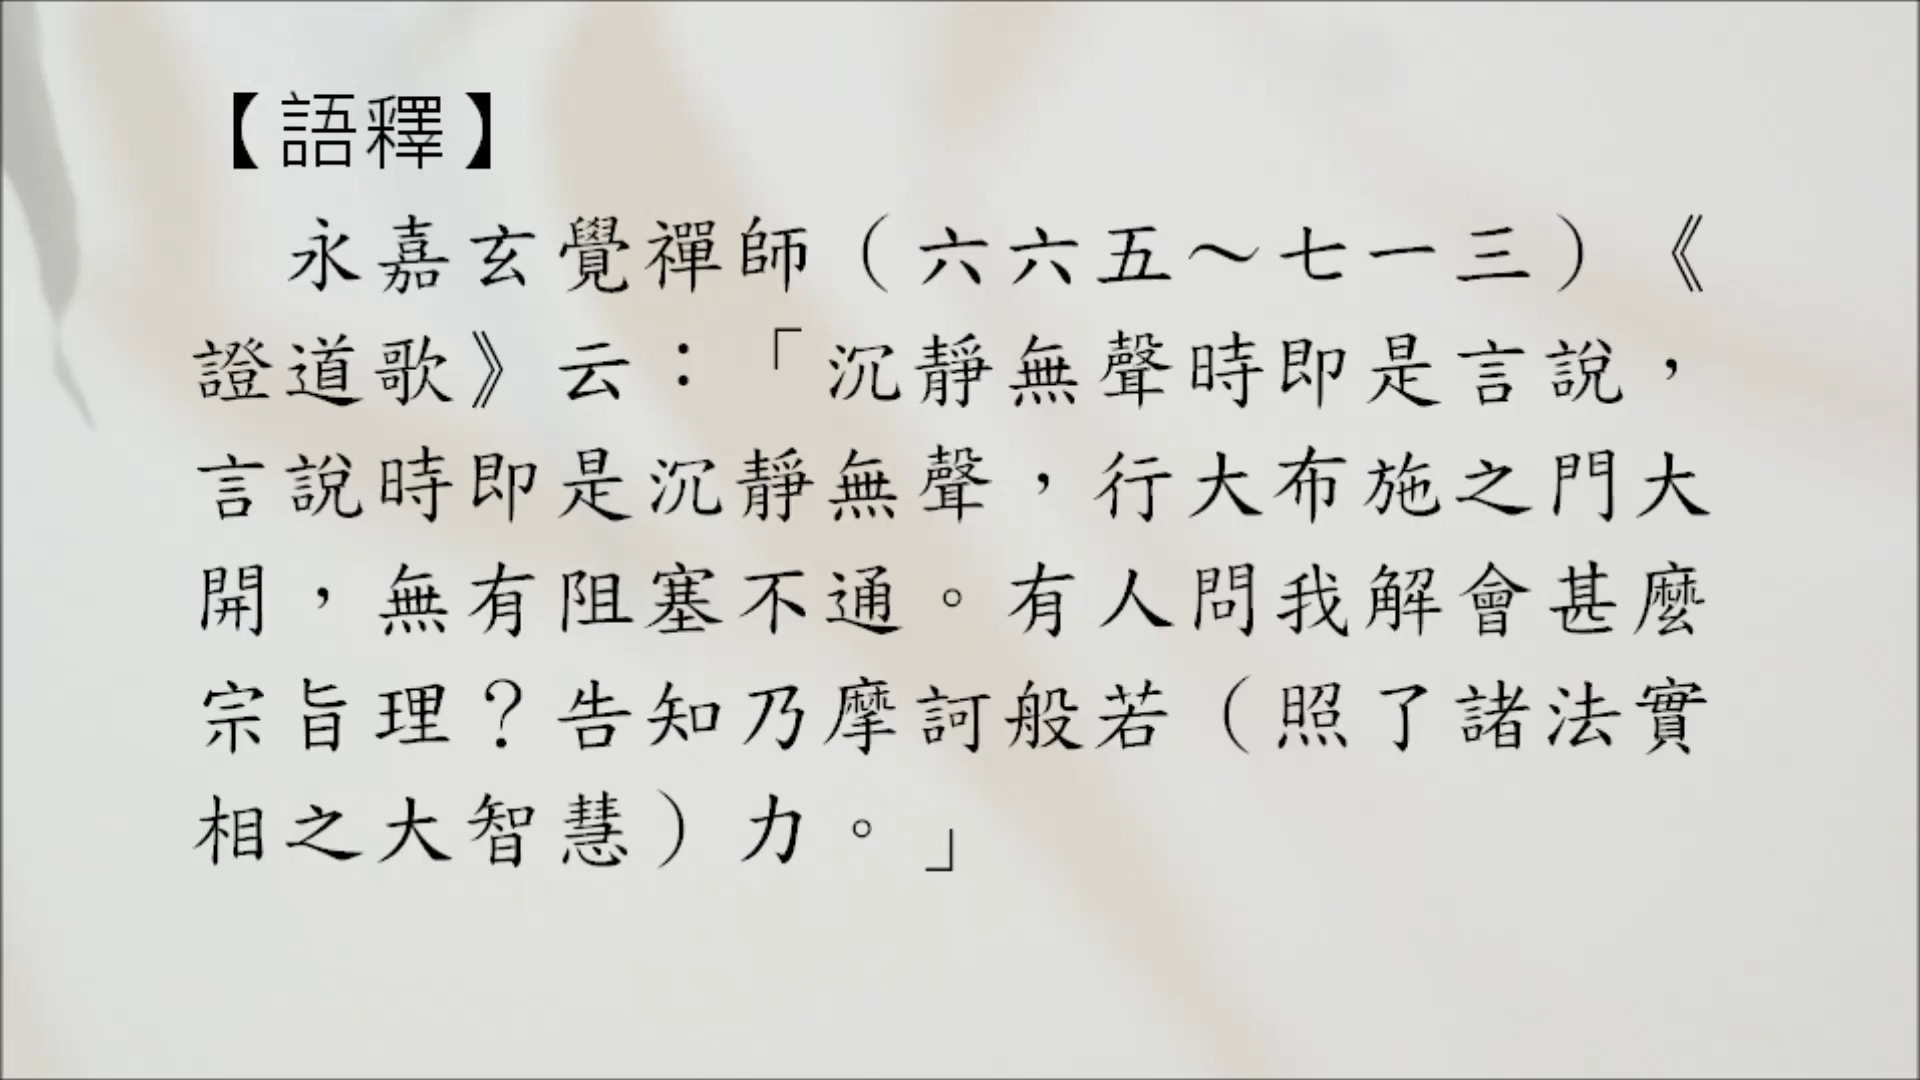 【語釋】
永嘉玄覺禪師（六六五～七一三）《
證道歌》云：「沉靜無聲時即是言說，
言說時即是沉靜無聲，行大布施之門大
開，無有阻塞不通。有人問我解會甚麼
宗旨理？告知乃摩訶般若（照了諸法實
相之大智慧）力。」